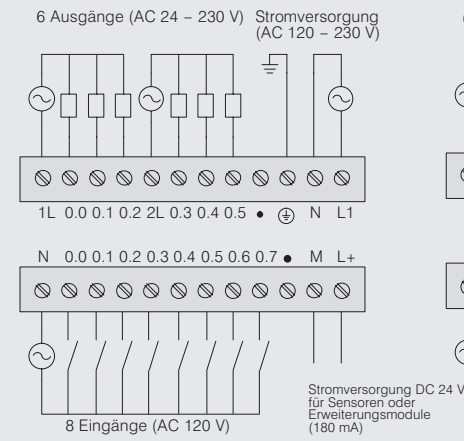 6 Ausgänge (AC 24 – 230 V) Stromversorgung
(AC 120 – 230 V)
1L 0.0 0.1 0.2 2L 0.3 0.4 0.5 • N L1
N 0.0 0.1 0.2 0.3 0.4 0.5 0.6 0.7 • M L+
8 Eingänge (AC 120 V)
Stromversorgung DC 24 V
für Sensoren oder
Erweiterungsmodule
(180 mA)